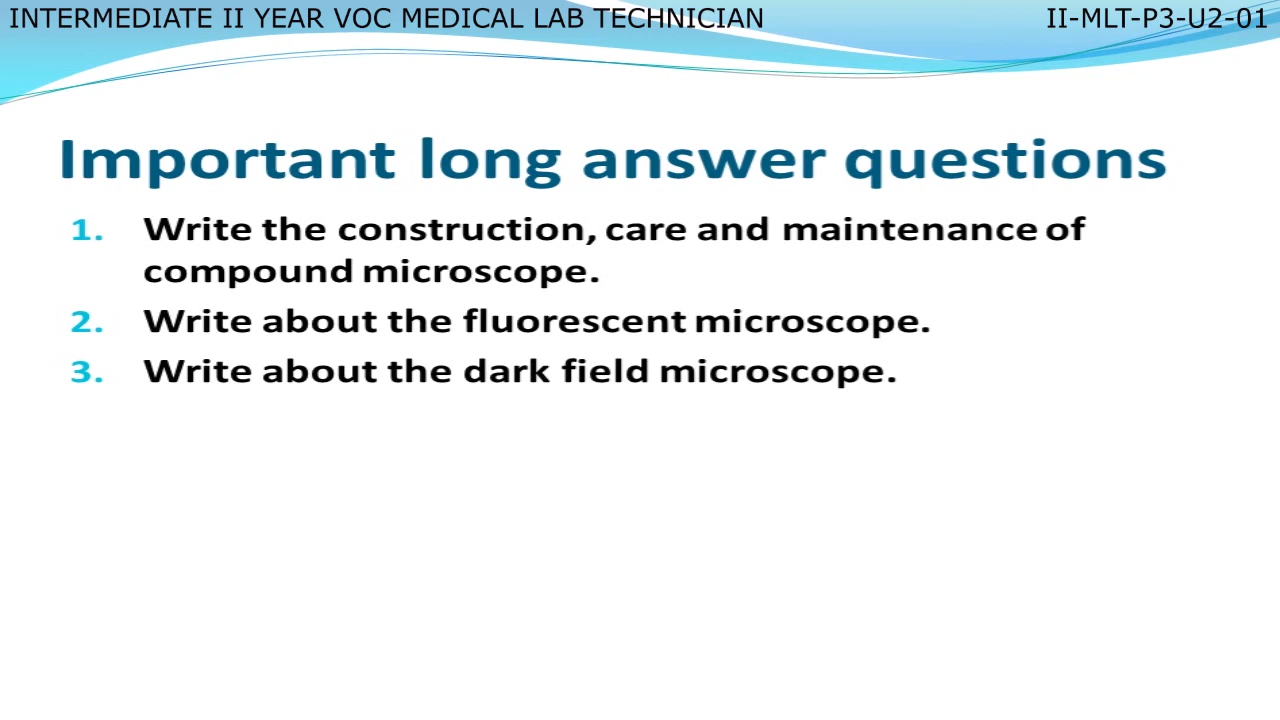 INTERMEDIATE II YEAR VOC MEDICAL LAB TECHNICIAN II-MLT-P3-U2-01
Important long answer questions
1. Write the construction, care and maintenance of
compound microscope.
2. Write about the fluorescent microscope.
3. Write about the dark field microscope.